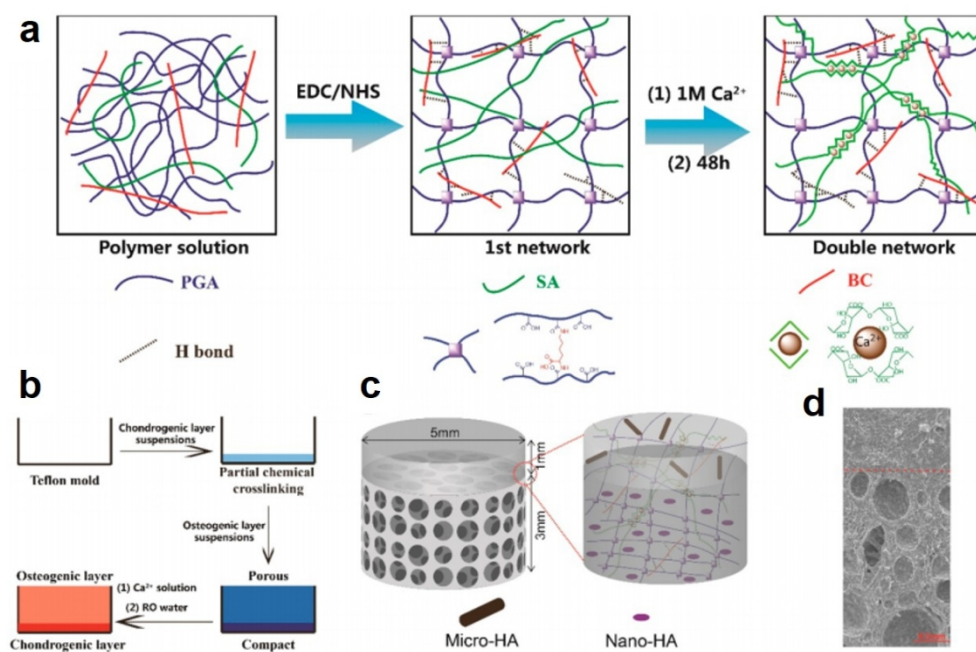 a
EDC/NHS
(1) 1M Ca²⁺
(2) 48h
Polymer solution
1st network
Double network
PGA
SA
BC
H bond
COOH
COOH
Ca²⁺
b
Chondrogenic layer
suspensions
Teflon mold
Partial chemical
crosslinking
Osteogenic layer
suspensions
Osteogenic layer
(1) Ca²⁺ solution
(2) RO water
Porous
Chondrogenic layer
Compact
c
5mm
1mm
3mm
Micro-HA
Nano-HA
d